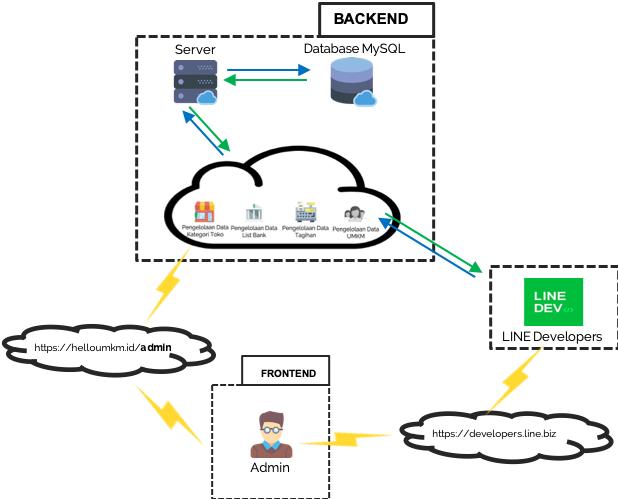 BACKEND
Server
Database MySQL
Pengelolaan Data
Kategori Toko
Pengelolaan Data
List Bank
Pengelolaan Data
Tagihan
Pengelolaan Data
UMKM
LINE
DEV</>
LINE Developers
https://helloumkm.id/admin
FRONTEND
https://developers.line.biz
Admin